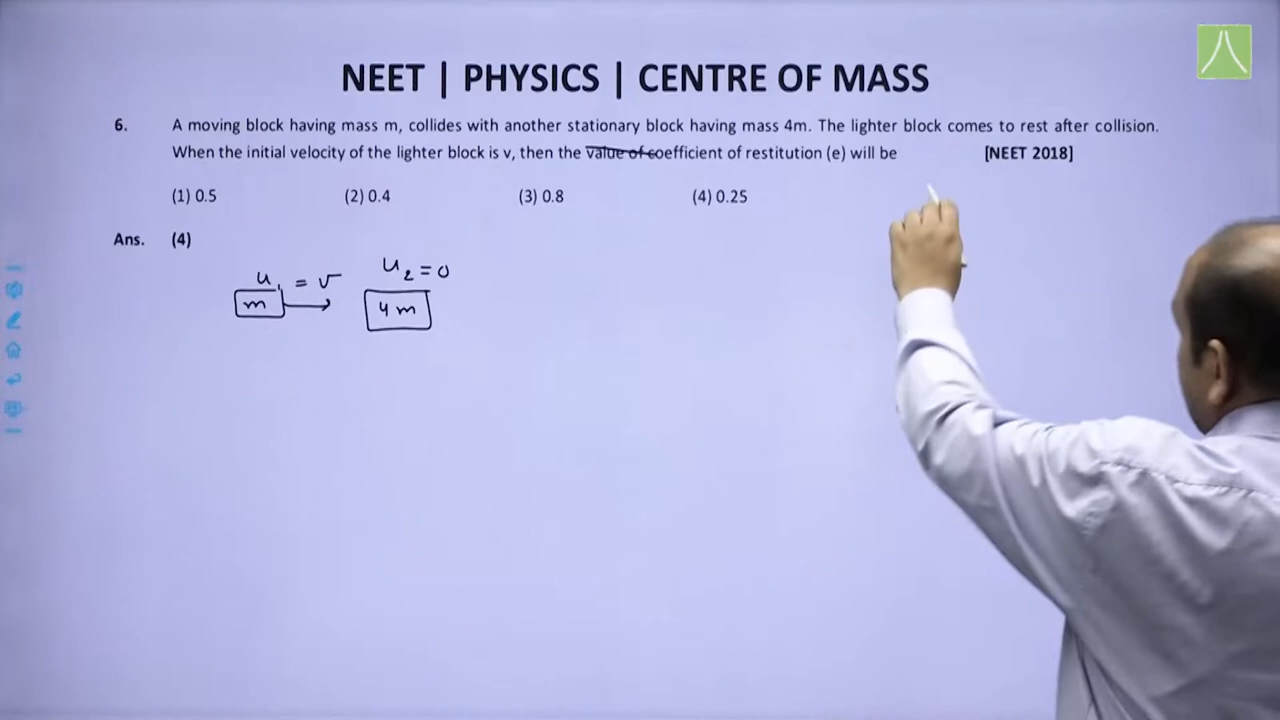 NEET | PHYSICS | CENTRE OF MASS
6. A moving block having mass m, collides with another stationary block having mass 4m. The lighter block comes to rest after collision.
When the initial velocity of the lighter block is v, then the value of coefficient of restitution (e) will be [NEET 2018]
(1) 0.5 (2) 0.4 (3) 0.8 (4) 0.25
Ans. (4)
u₁ = v u₂ = 0
m 4m